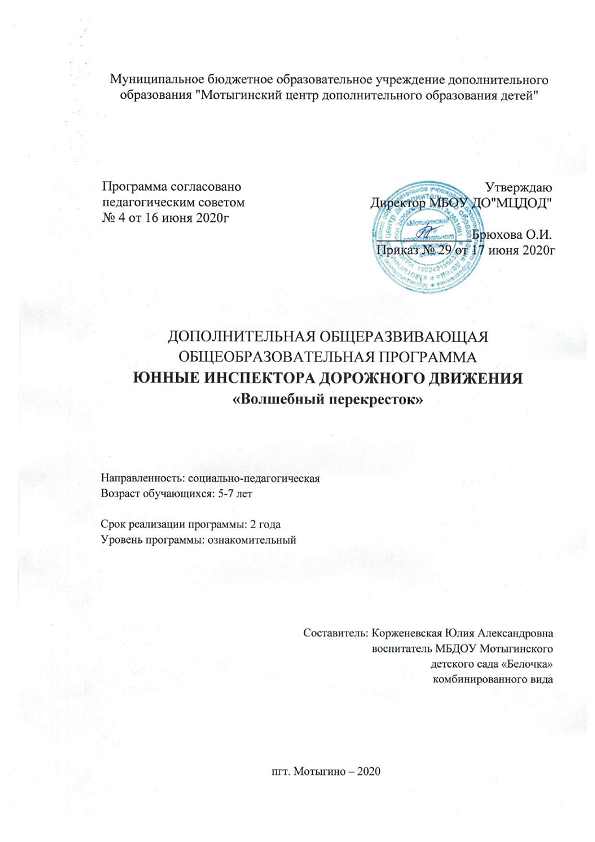 Муниципальное бюджетное образовательное учреждение дополнительного
образования "Мотыгинский центр дополнительного образования детей"
Программа согласовано
педагогическим советом
№ 4 от 16 июня 2020г
Утверждаю
Директор МБОУ ДО"МЦДОД"
Брюхова О.И.
Приказ № 29 от 17 июня 2020г
ДОПОЛНИТЕЛЬНАЯ ОБЩЕРАЗВИВАЮЩАЯ
ОБЩЕОБРАЗОВАТЕЛЬНАЯ ПРОГРАММА
ЮННЫЕ ИНСПЕКТОРА ДОРОЖНОГО ДВИЖЕНИЯ
«Волшебный перекресток»
Направленность: социально-педагогическая
Возраст обучающихся: 5-7 лет
Срок реализации программы: 2 года
Уровень программы: ознакомительный
Составитель: Корженевская Юлия Александровна
воспитатель МБДОУ Мотыгинского
детского сада «Белочка»
комбинированного вида
пгт. Мотыгино – 2020